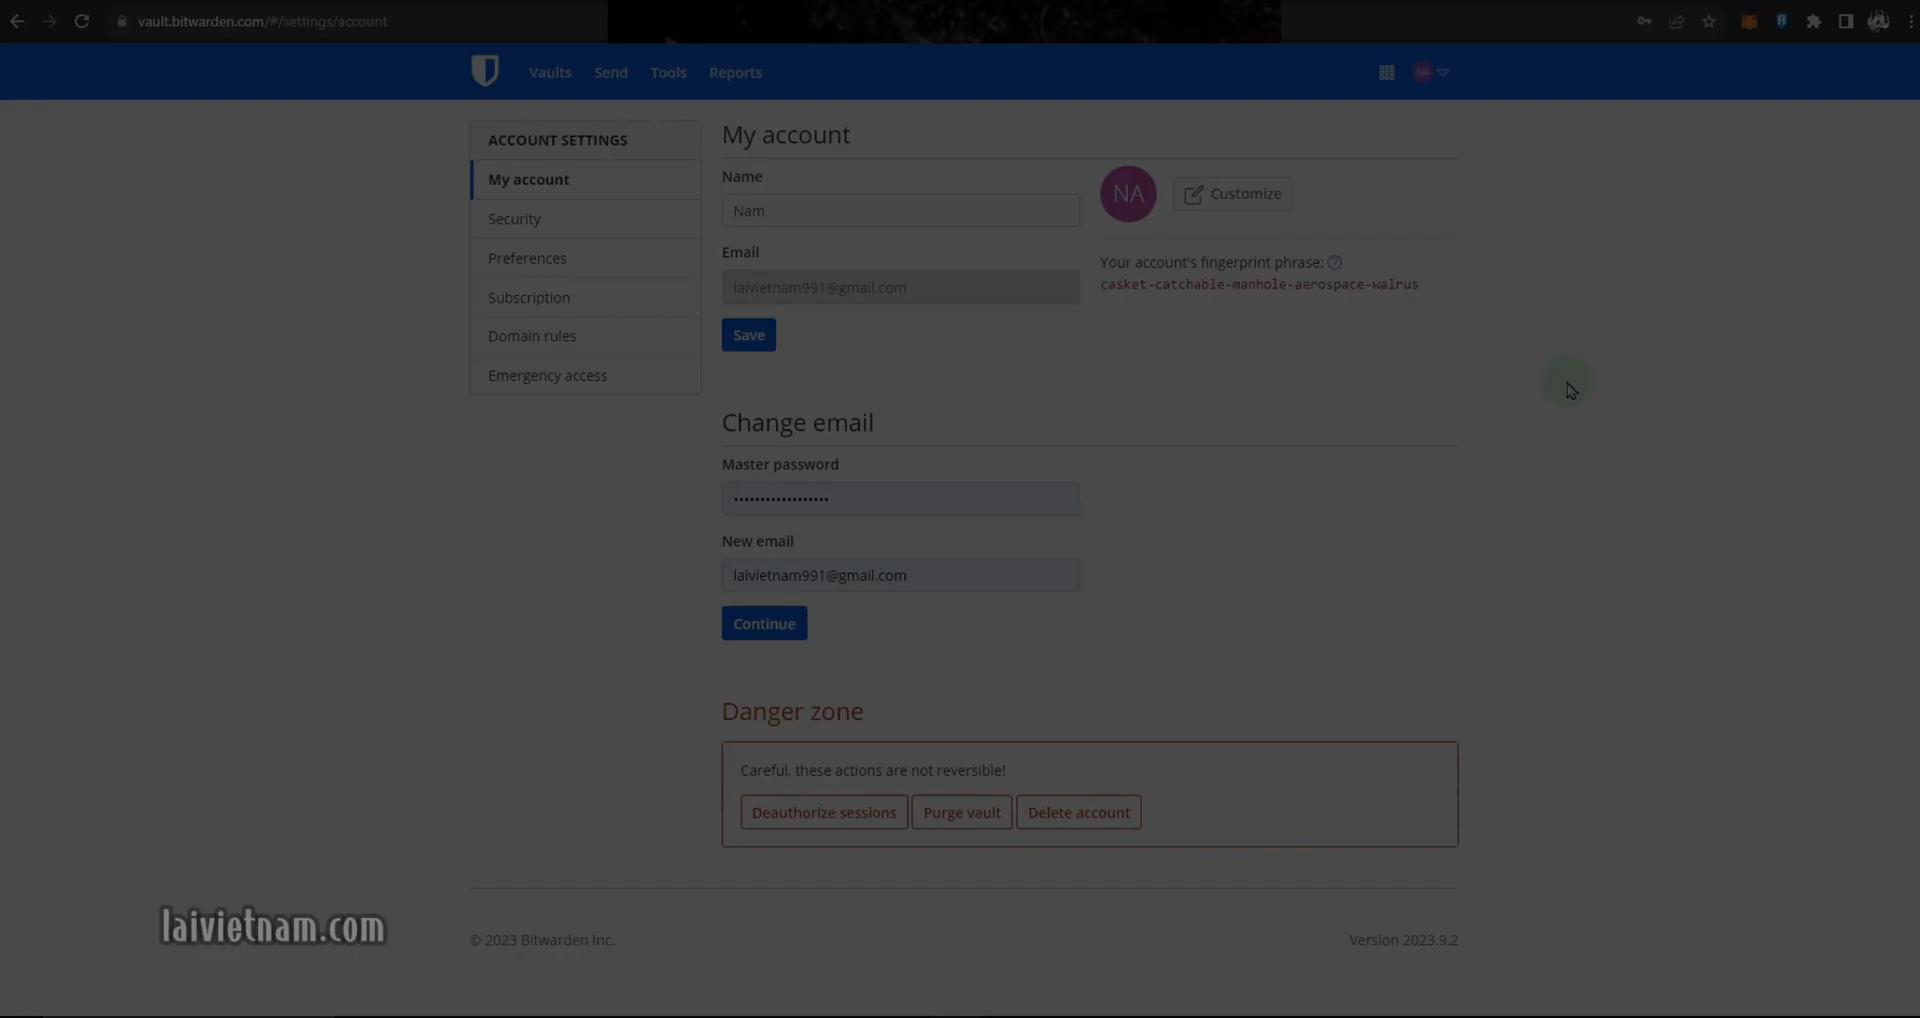 vault.bitwarden.com/#/settings/account
Vaults Send Tools Reports NA
ACCOUNT SETTINGS
My account
Security
Preferences
Subscription
Domain rules
Emergency access
My account
Name
Nam
Email
laivietnam991@gmail.com
Save
NA Customize
Your account's fingerprint phrase:
casket-catchable-manhole-aerospace-walrus
Change email
Master password
••••••••••••••••••
New email
laivietnam991@gmail.com
Continue
Danger zone
Careful, these actions are not reversible!
Deauthorize sessions Purge vault Delete account
laivietnam.com
© 2023 Bitwarden Inc. Version 2023.9.2